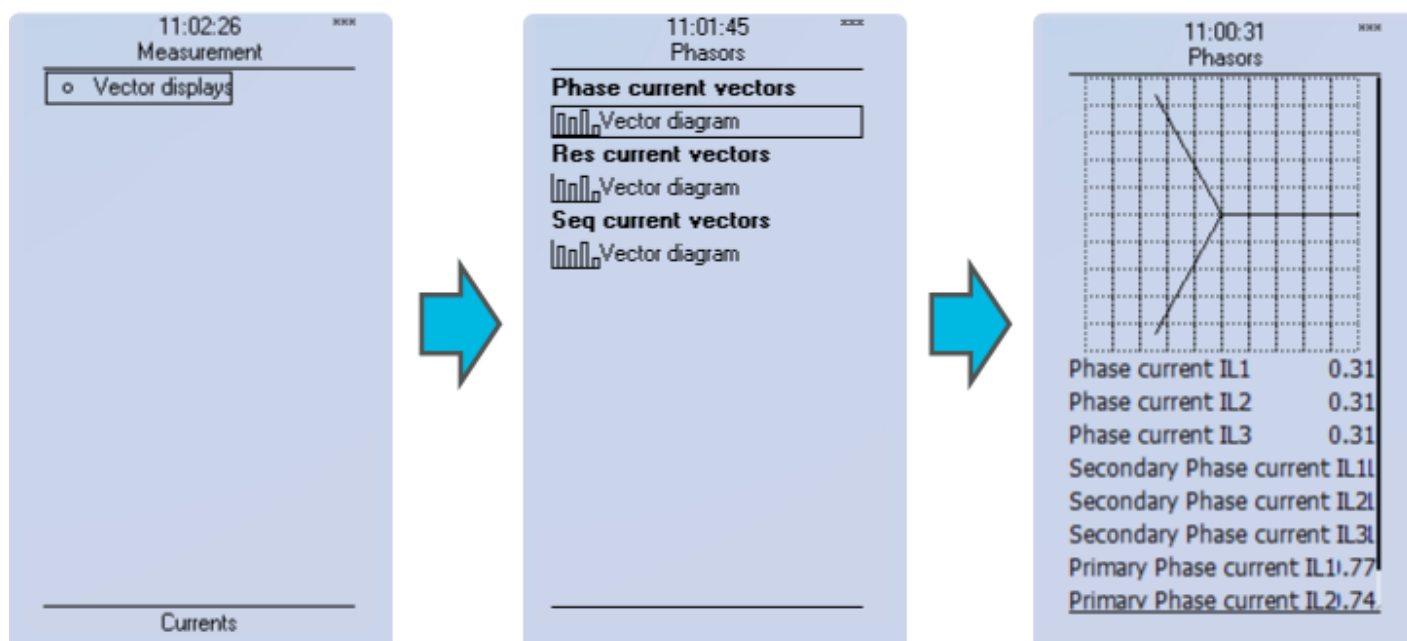 11:02:26
Measurement
Vector displays
Currents
11:01:45
Phasors
Phase current vectors
Vector diagram
Res current vectors
Vector diagram
Seq current vectors
Vector diagram
11:00:31
Phasors
Phase current IL1 0.31
Phase current IL2 0.31
Phase current IL3 0.31
Secondary Phase current IL1
Secondary Phase current IL2
Secondary Phase current IL3
Primary Phase current IL1 .77
Primary Phase current IL2 .74